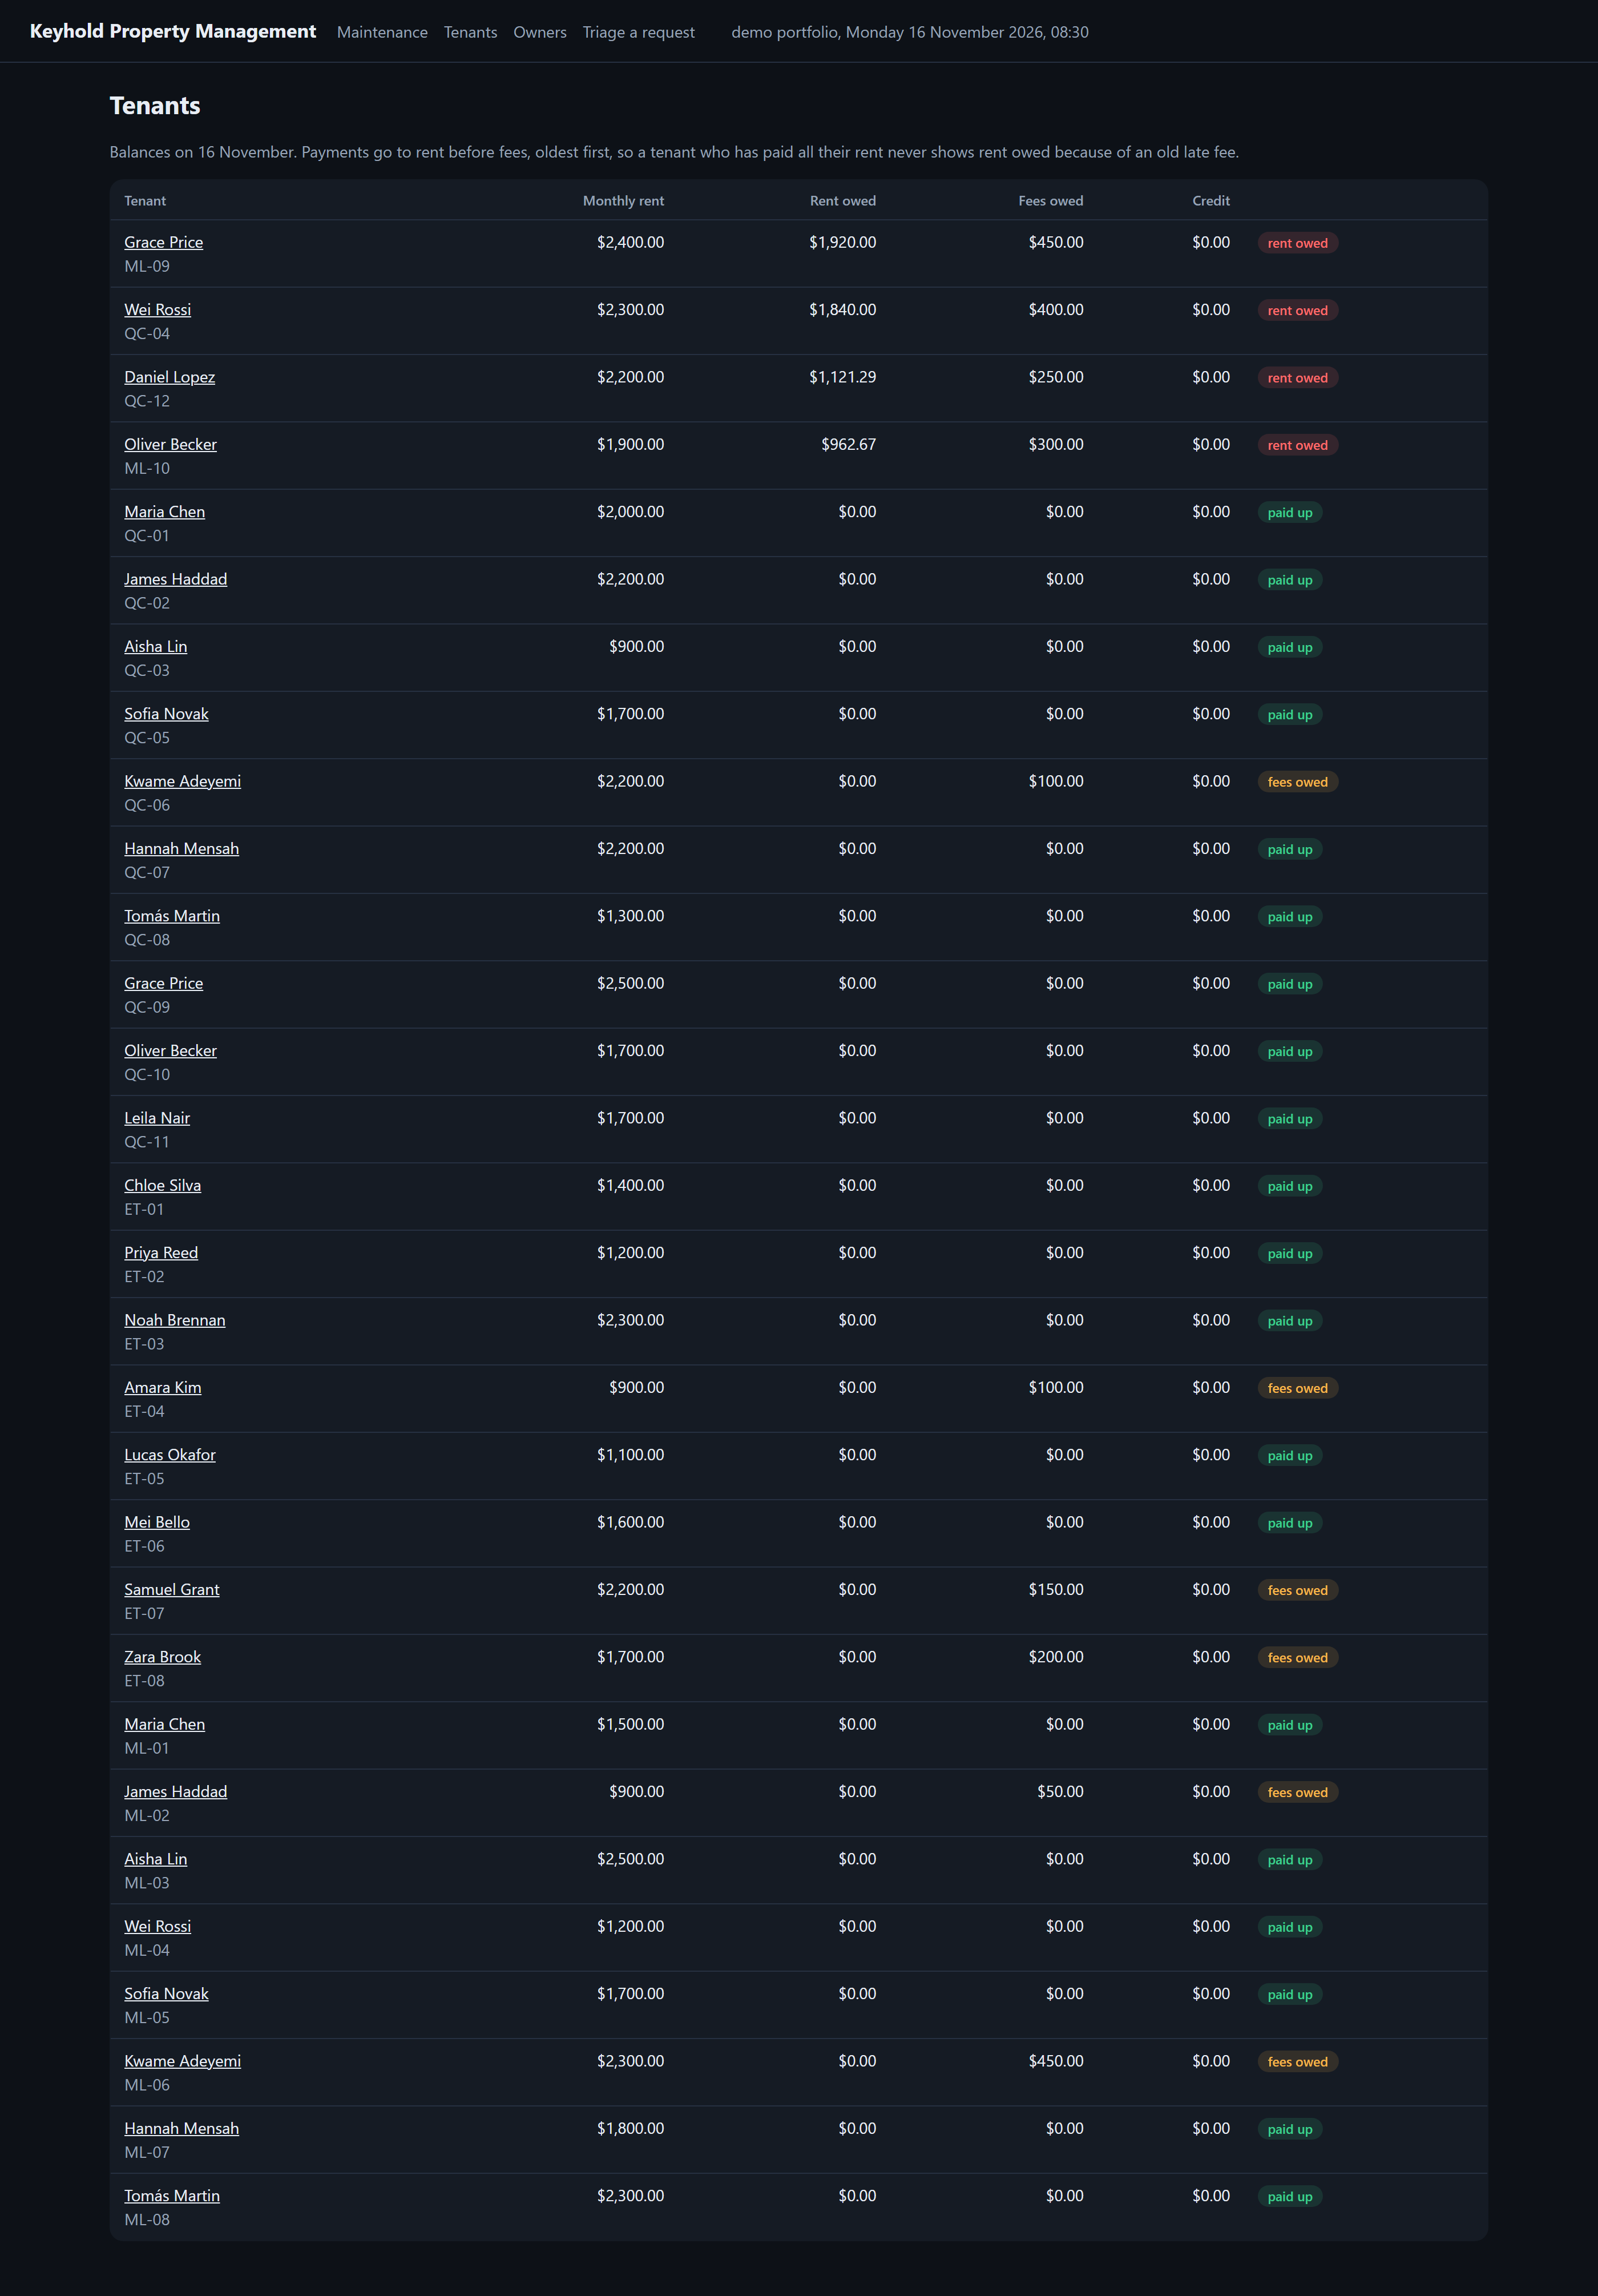 Keyhold Property Management Maintenance Tenants Owners Triage a request demo portfolio, Monday 16 November 2026, 08:30
Tenants
Balances on 16 November. Payments go to rent before fees, oldest first, so a tenant who has paid all their rent never shows rent owed because of an old late fee.
Tenant Monthly rent Rent owed Fees owed Credit
Grace Price $2,400.00 $1,920.00 $450.00 $0.00 rent owed
ML-09
Wei Rossi $2,300.00 $1,840.00 $400.00 $0.00 rent owed
QC-04
Daniel Lopez $2,200.00 $1,121.29 $250.00 $0.00 rent owed
QC-12
Oliver Becker $1,900.00 $962.67 $300.00 $0.00 rent owed
ML-10
Maria Chen $2,000.00 $0.00 $0.00 $0.00 paid up
QC-01
James Haddad $2,200.00 $0.00 $0.00 $0.00 paid up
QC-02
Aisha Lin $900.00 $0.00 $0.00 $0.00 paid up
QC-03
Sofia Novak $1,700.00 $0.00 $0.00 $0.00 paid up
QC-05
Kwame Adeyemi $2,200.00 $0.00 $100.00 $0.00 fees owed
QC-06
Hannah Mensah $2,200.00 $0.00 $0.00 $0.00 paid up
QC-07
Tomás Martin $1,300.00 $0.00 $0.00 $0.00 paid up
QC-08
Grace Price $2,500.00 $0.00 $0.00 $0.00 paid up
QC-09
Oliver Becker $1,700.00 $0.00 $0.00 $0.00 paid up
QC-10
Leila Nair $1,700.00 $0.00 $0.00 $0.00 paid up
QC-11
Chloe Silva $1,400.00 $0.00 $0.00 $0.00 paid up
ET-01
Priya Reed $1,200.00 $0.00 $0.00 $0.00 paid up
ET-02
Noah Brennan $2,300.00 $0.00 $0.00 $0.00 paid up
ET-03
Amara Kim $900.00 $0.00 $100.00 $0.00 fees owed
ET-04
Lucas Okafor $1,100.00 $0.00 $0.00 $0.00 paid up
ET-05
Mei Bello $1,600.00 $0.00 $0.00 $0.00 paid up
ET-06
Samuel Grant $2,200.00 $0.00 $150.00 $0.00 fees owed
ET-07
Zara Brook $1,700.00 $0.00 $200.00 $0.00 fees owed
ET-08
Maria Chen $1,500.00 $0.00 $0.00 $0.00 paid up
ML-01
James Haddad $900.00 $0.00 $50.00 $0.00 fees owed
ML-02
Aisha Lin $2,500.00 $0.00 $0.00 $0.00 paid up
ML-03
Wei Rossi $1,200.00 $0.00 $0.00 $0.00 paid up
ML-04
Sofia Novak $1,700.00 $0.00 $0.00 $0.00 paid up
ML-05
Kwame Adeyemi $2,300.00 $0.00 $450.00 $0.00 fees owed
ML-06
Hannah Mensah $1,800.00 $0.00 $0.00 $0.00 paid up
ML-07
Tomás Martin $2,300.00 $0.00 $0.00 $0.00 paid up
ML-08